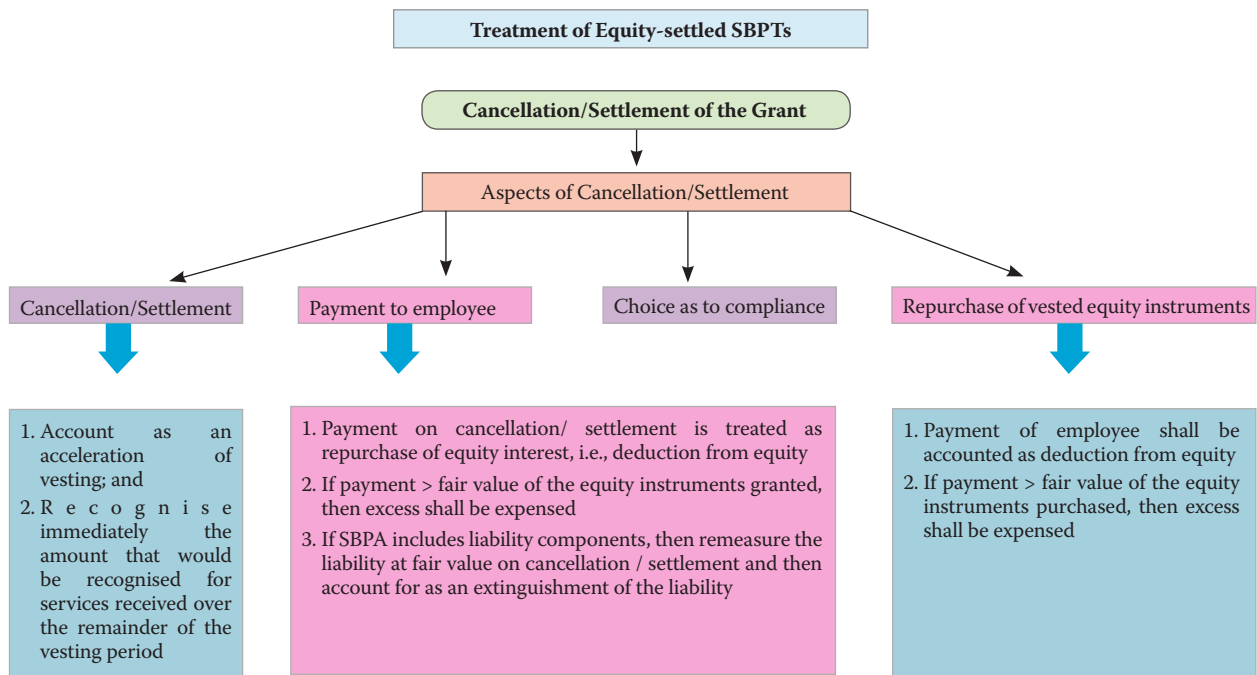 Treatment of Equity-settled SBPTs
Cancellation/Settlement of the Grant
Aspects of Cancellation/Settlement
Cancellation/Settlement
Payment to employee
Choice as to compliance
Repurchase of vested equity instruments
1. Account as an
acceleration of
vesting; and
2. R e c o g n i s e
immediately the
amount that would
be recognised for
services received over
the remainder of the
vesting period
1. Payment on cancellation/ settlement is treated as
repurchase of equity interest, i.e., deduction from equity
2. If payment > fair value of the equity instruments granted,
then excess shall be expensed
3. If SBPA includes liability components, then remeasure the
liability at fair value on cancellation / settlement and then
account for as an extinguishment of the liability
1. Payment of employee shall be
accounted as deduction from equity
2. If payment > fair value of the equity
instruments purchased, then excess
shall be expensed